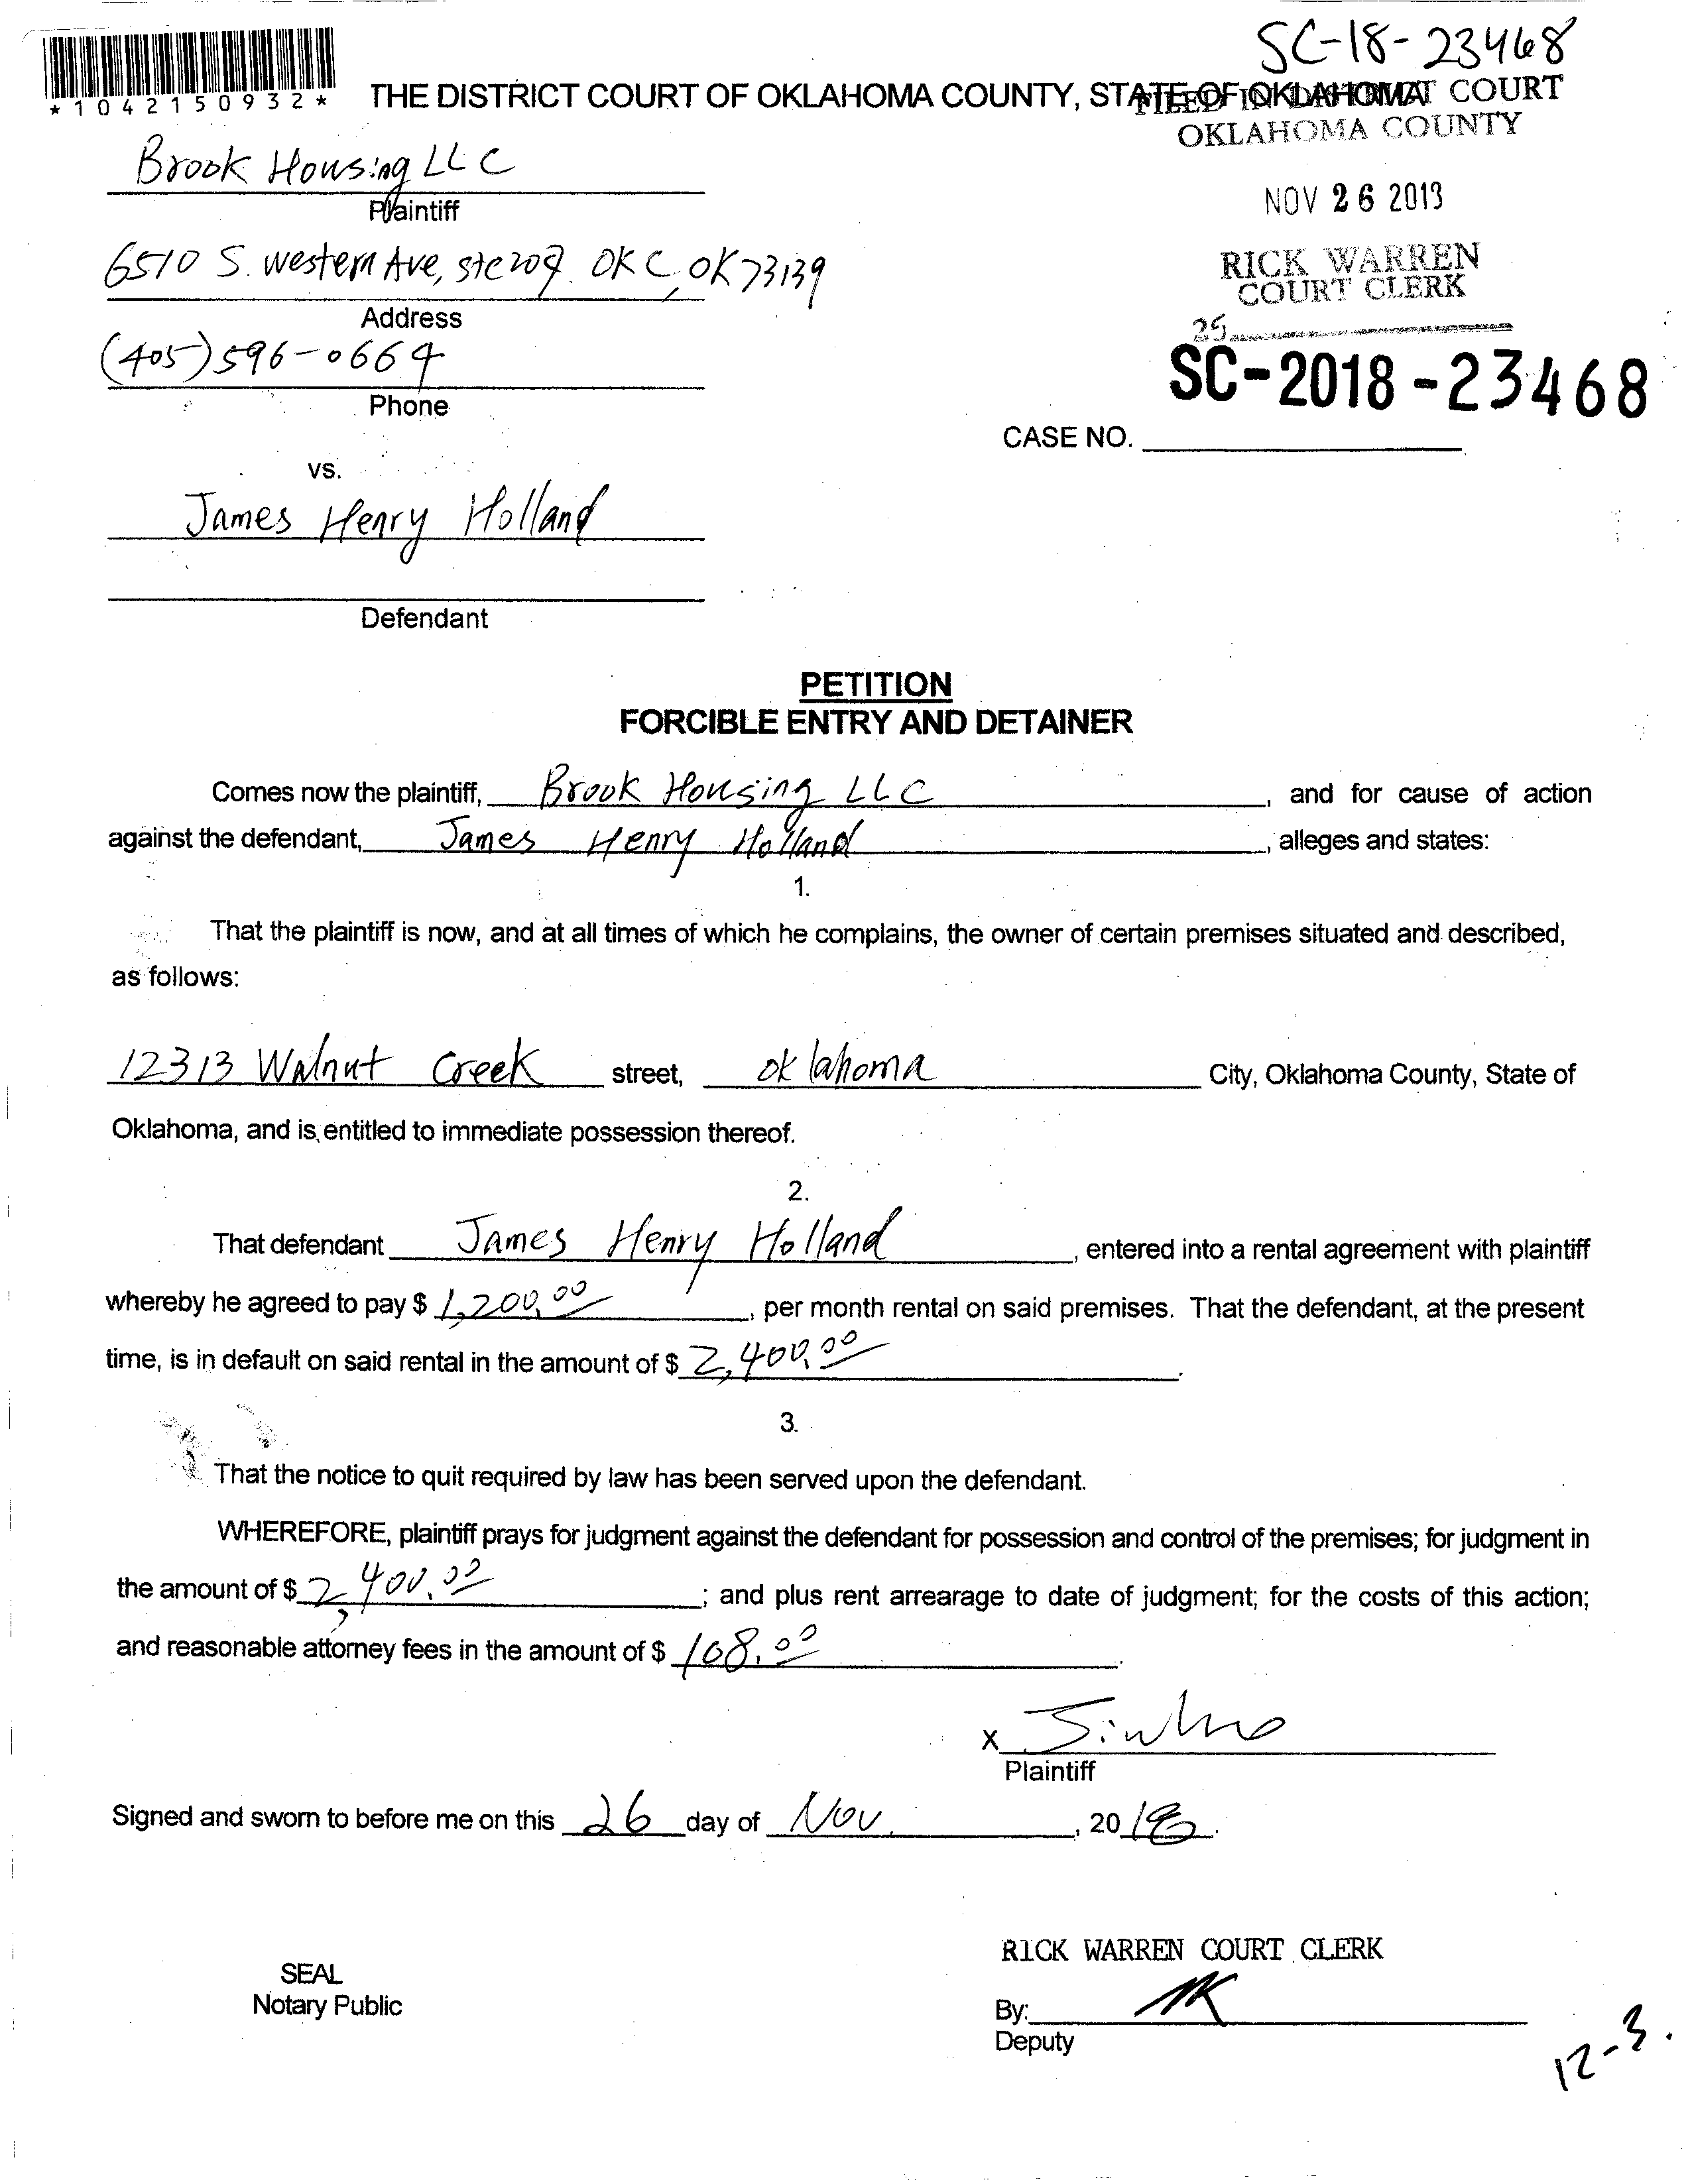 SC-18-23468
*1042150932*
THE DISTRICT COURT OF OKLAHOMA COUNTY, STATE OF OKLAHOMA
FILED IN DISTRICT COURT
OKLAHOMA COUNTY
Brook Housing LLC
Plaintiff
NOV 26 2018
6510 S. western Ave, ste 209. OKC, OK 73139
Address
RICK WARREN
COURT CLERK
(405) 596-0664
Phone
25
SC-2018-23468
CASE NO.
vs.
James Henry Holland
Defendant
PETITION
FORCIBLE ENTRY AND DETAINER
Comes now the plaintiff, Brook Housing LLC, and for cause of action
against the defendant, James Henry Holland, alleges and states:
1.
That the plaintiff is now, and at all times of which he complains, the owner of certain premises situated and described,
as follows:
12313 Walnut Creek street, oklahoma City, Oklahoma County, State of
Oklahoma, and is entitled to immediate possession thereof.
2.
That defendant James Henry Holland, entered into a rental agreement with plaintiff
whereby he agreed to pay $ 1,200.00, per month rental on said premises. That the defendant, at the present
time, is in default on said rental in the amount of $ 2,400.00.
3.
That the notice to quit required by law has been served upon the defendant.
WHEREFORE, plaintiff prays for judgment against the defendant for possession and control of the premises; for judgment in
the amount of $ 2,400.00; and plus rent arrearage to date of judgment; for the costs of this action;
and reasonable attorney fees in the amount of $ 108.00.
X
Plaintiff
Signed and sworn to before me on this 26 day of Nov., 2018.
RICK WARREN COURT CLERK
SEAL
Notary Public
By:
Deputy
12-3.